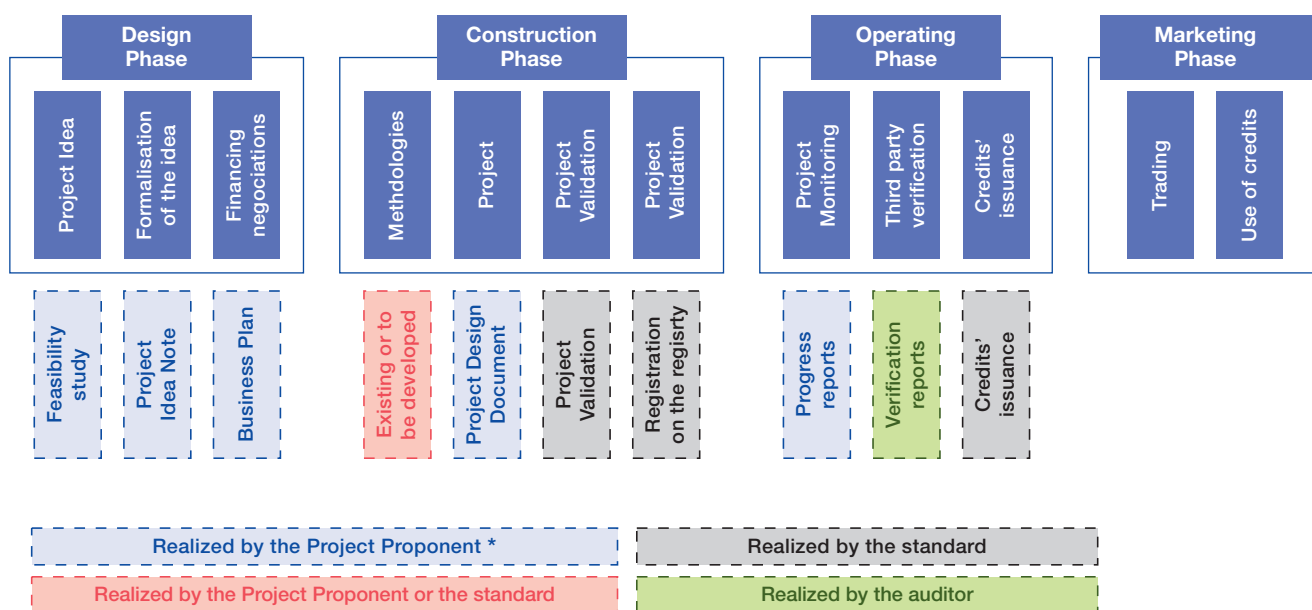 Design
Phase
Construction
Phase
Operating
Phase
Marketing
Phase
Project Idea
Formalisation
of the idea
Financing
negociations
Methdologies
Project
Project
Validation
Project
Validation
Project
Monitoring
Third party
verification
Credits'
issuance
Trading
Use of credits
Feasibility
study
Project
Idea Note
Business Plan
Existing or to
be developed
Project Design
Document
Project
Validation
Registration
on the regisrty
Progress
reports
Verification
reports
Credits'
issuance
Realized by the Project Proponent *
Realized by the standard
Realized by the Project Proponent or the standard
Realized by the auditor